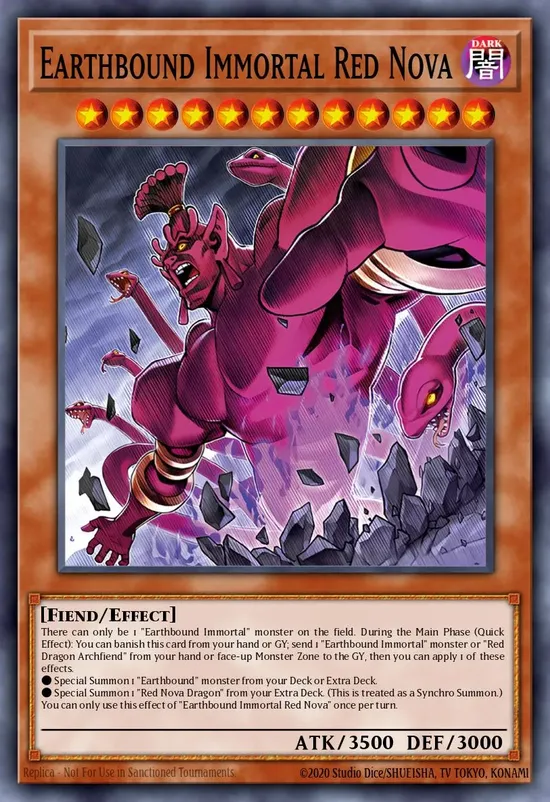 EARTHBOUND IMMORTAL RED NOVA
DARK
闇
[FIEND/EFFECT]
There can only be 1 "Earthbound Immortal" monster on the field. During the Main Phase (Quick
Effect): You can banish this card from your hand or GY; send 1 "Earthbound Immortal" monster or "Red
Dragon Archfiend" from your hand or face-up Monster Zone to the GY, then you can apply 1 of these
effects.
● Special Summon 1 "Earthbound" monster from your Deck or Extra Deck.
● Special Summon 1 "Red Nova Dragon" from your Extra Deck. (This is treated as a Synchro Summon.)
You can only use this effect of "Earthbound Immortal Red Nova" once per turn.
ATK/3500 DEF/3000
Replica - Not For Use in Sanctioned Tournaments ©2020 Studio Dice/SHUEISHA, TV TOKYO, KONAMI